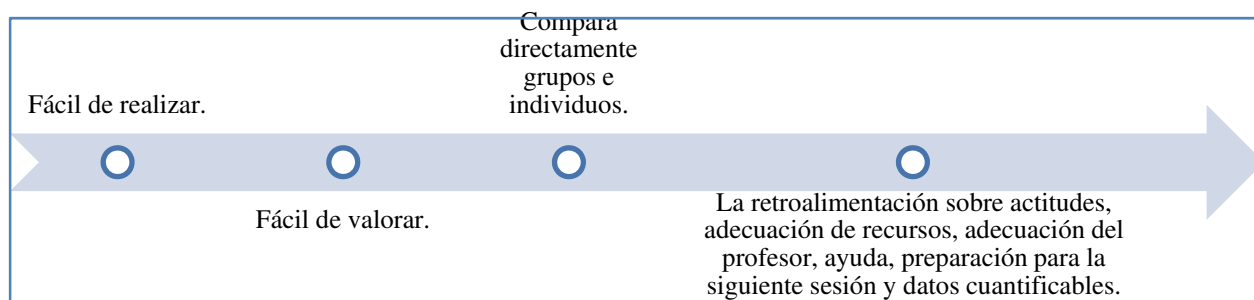 Fácil de realizar.
Fácil de valorar.
Compara
directamente
grupos e
individuos.
La retroalimentación sobre actitudes,
adecuación de recursos, adecuación del
profesor, ayuda, preparación para la
siguiente sesión y datos cuantificables.